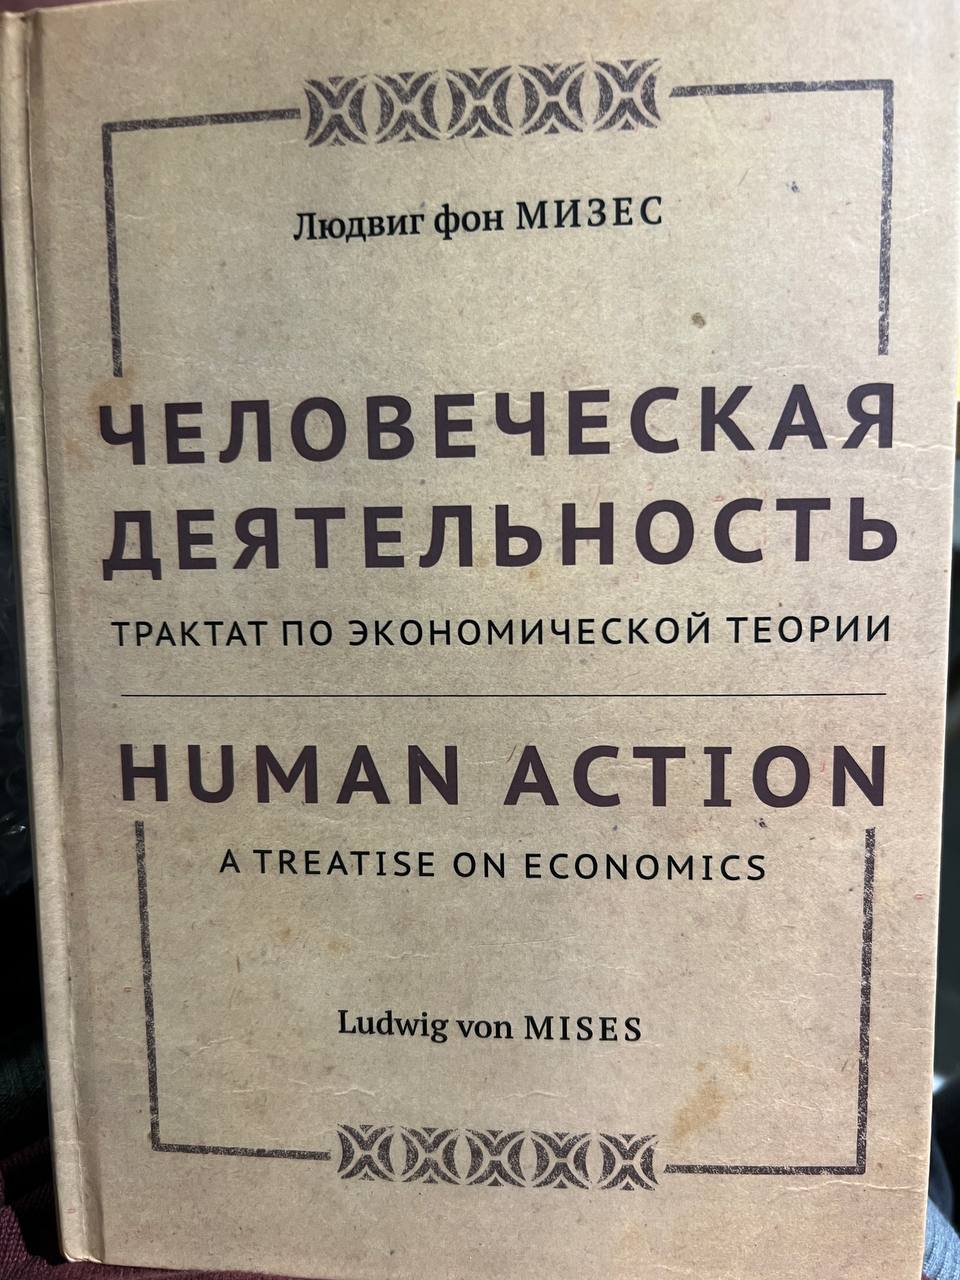 Людвиг фон МИЗЕС
ЧЕЛОВЕЧЕСКАЯ
ДЕЯТЕЛЬНОСТЬ
ТРАКТАТ ПО ЭКОНОМИЧЕСКОЙ ТЕОРИИ
HUMAN ACTION
A TREATISE ON ECONOMICS
Ludwig von MISES